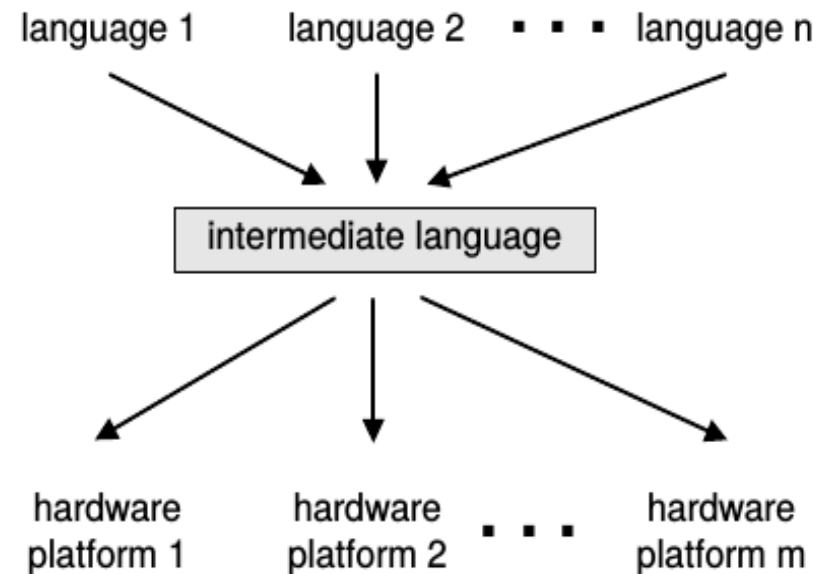 language 1 language 2 ... language n
intermediate language
hardware hardware ... hardware
platform 1 platform 2 platform m